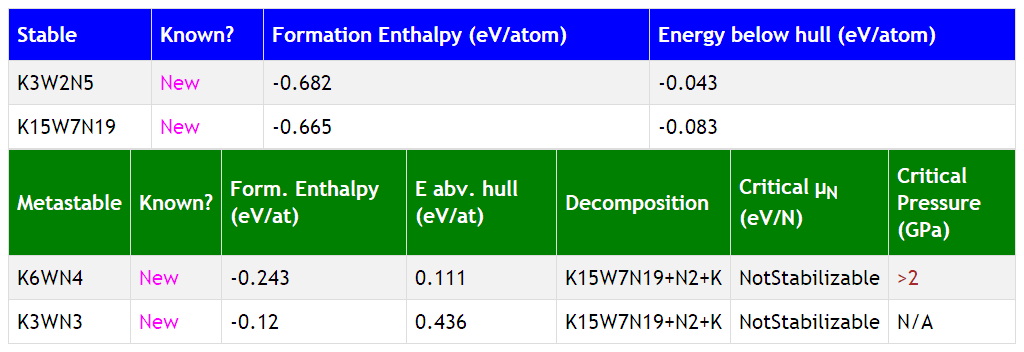 Stable Known? Formation Enthalpy (eV/atom) Energy below hull (eV/atom)
K3W2N5 New -0.682 -0.043
K15W7N19 New -0.665 -0.083
Metastable Known? Form. Enthalpy (eV/at) E abv. hull (eV/at) Decomposition Critical μN (eV/N) Critical Pressure (GPa)
K6WN4 New -0.243 0.111 K15W7N19+N2+K NotStabilizable >2
K3WN3 New -0.12 0.436 K15W7N19+N2+K NotStabilizable N/A